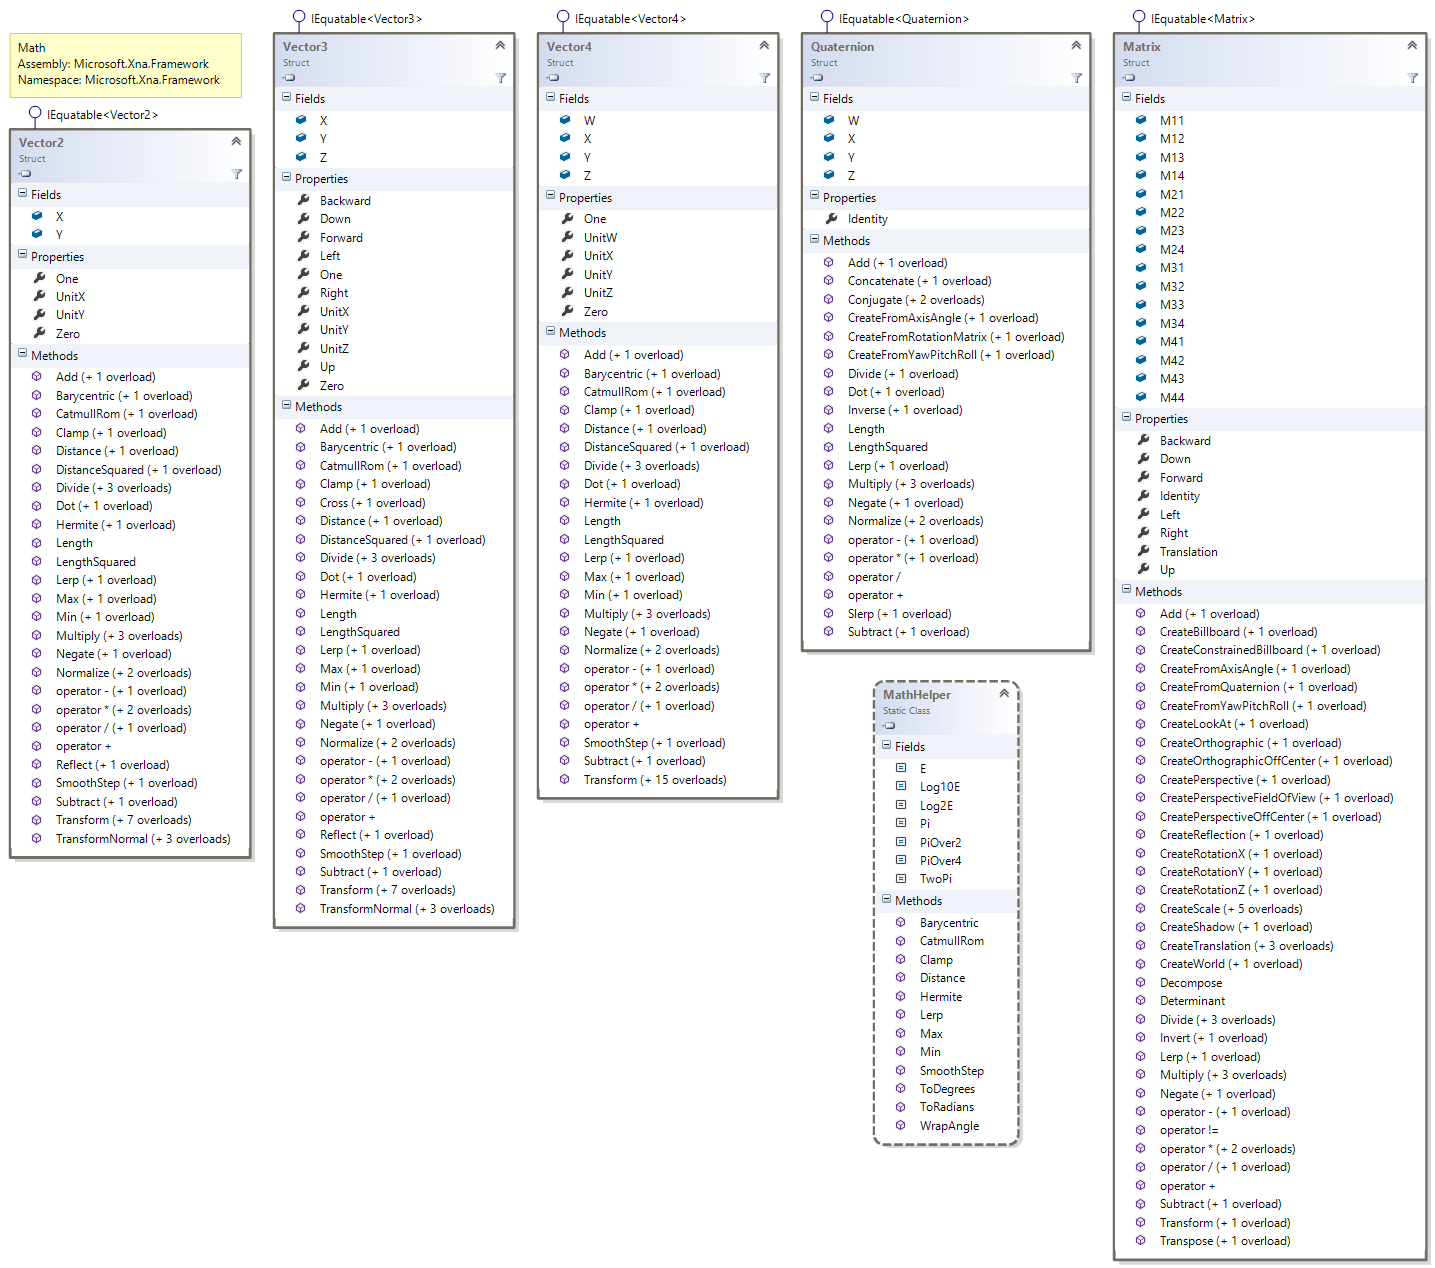 Math
Assembly: Microsoft.Xna.Framework
Namespace: Microsoft.Xna.Framework
IEquatable<Vector2>
Vector2
Struct
Fields
X
Y
Properties
One
UnitX
UnitY
Zero
Methods
Add (+ 1 overload)
Barycentric (+ 1 overload)
CatmullRom (+ 1 overload)
Clamp (+ 1 overload)
Distance (+ 1 overload)
DistanceSquared (+ 1 overload)
Divide (+ 3 overloads)
Dot (+ 1 overload)
Hermite (+ 1 overload)
Length
LengthSquared
Lerp (+ 1 overload)
Max (+ 1 overload)
Min (+ 1 overload)
Multiply (+ 3 overloads)
Negate (+ 1 overload)
Normalize (+ 2 overloads)
operator - (+ 1 overload)
operator * (+ 2 overloads)
operator / (+ 1 overload)
operator +
Reflect (+ 1 overload)
SmoothStep (+ 1 overload)
Subtract (+ 1 overload)
Transform (+ 7 overloads)
TransformNormal (+ 3 overloads)
IEquatable<Vector3>
Vector3
Struct
Fields
X
Y
Z
Properties
Backward
Down
Forward
Left
One
Right
UnitX
UnitY
UnitZ
Up
Zero
Methods
Add (+ 1 overload)
Barycentric (+ 1 overload)
CatmullRom (+ 1 overload)
Clamp (+ 1 overload)
Cross (+ 1 overload)
Distance (+ 1 overload)
DistanceSquared (+ 1 overload)
Divide (+ 3 overloads)
Dot (+ 1 overload)
Hermite (+ 1 overload)
Length
LengthSquared
Lerp (+ 1 overload)
Max (+ 1 overload)
Min (+ 1 overload)
Multiply (+ 3 overloads)
Negate (+ 1 overload)
Normalize (+ 2 overloads)
operator - (+ 1 overload)
operator * (+ 2 overloads)
operator / (+ 1 overload)
operator +
Reflect (+ 1 overload)
SmoothStep (+ 1 overload)
Subtract (+ 1 overload)
Transform (+ 7 overloads)
TransformNormal (+ 3 overloads)
IEquatable<Vector4>
Vector4
Struct
Fields
W
X
Y
Z
Properties
One
UnitW
UnitX
UnitY
UnitZ
Zero
Methods
Add (+ 1 overload)
Barycentric (+ 1 overload)
CatmullRom (+ 1 overload)
Clamp (+ 1 overload)
Distance (+ 1 overload)
DistanceSquared (+ 1 overload)
Divide (+ 3 overloads)
Dot (+ 1 overload)
Hermite (+ 1 overload)
Length
LengthSquared
Lerp (+ 1 overload)
Max (+ 1 overload)
Min (+ 1 overload)
Multiply (+ 3 overloads)
Negate (+ 1 overload)
Normalize (+ 2 overloads)
operator - (+ 1 overload)
operator * (+ 2 overloads)
operator / (+ 1 overload)
operator +
SmoothStep (+ 1 overload)
Subtract (+ 1 overload)
Transform (+ 15 overloads)
IEquatable<Quaternion>
Quaternion
Struct
Fields
W
X
Y
Z
Properties
Identity
Methods
Add (+ 1 overload)
Concatenate (+ 1 overload)
Conjugate (+ 2 overloads)
CreateFromAxisAngle (+ 1 overload)
CreateFromRotationMatrix (+ 1 overload)
CreateFromYawPitchRoll (+ 1 overload)
Divide (+ 1 overload)
Dot (+ 1 overload)
Inverse (+ 1 overload)
Length
LengthSquared
Lerp (+ 1 overload)
Multiply (+ 3 overloads)
Negate (+ 1 overload)
Normalize (+ 2 overloads)
operator - (+ 1 overload)
operator * (+ 1 overload)
operator /
operator +
Slerp (+ 1 overload)
Subtract (+ 1 overload)
MathHelper
Static Class
Fields
E
Log10E
Log2E
Pi
PiOver2
PiOver4
TwoPi
Methods
Barycentric
CatmullRom
Clamp
Distance
Hermite
Lerp
Max
Min
SmoothStep
ToDegrees
ToRadians
WrapAngle
IEquatable<Matrix>
Matrix
Struct
Fields
M11
M12
M13
M14
M21
M22
M23
M24
M31
M32
M33
M34
M41
M42
M43
M44
Properties
Backward
Down
Forward
Identity
Left
Right
Translation
Up
Methods
Add (+ 1 overload)
CreateBillboard (+ 1 overload)
CreateConstrainedBillboard (+ 1 overload)
CreateFromAxisAngle (+ 1 overload)
CreateFromQuaternion (+ 1 overload)
CreateFromYawPitchRoll (+ 1 overload)
CreateLookAt (+ 1 overload)
CreateOrthographic (+ 1 overload)
CreateOrthographicOffCenter (+ 1 overload)
CreatePerspective (+ 1 overload)
CreatePerspectiveFieldOfView (+ 1 overload)
CreatePerspectiveOffCenter (+ 1 overload)
CreateReflection (+ 1 overload)
CreateRotationX (+ 1 overload)
CreateRotationY (+ 1 overload)
CreateRotationZ (+ 1 overload)
CreateScale (+ 5 overloads)
CreateShadow (+ 1 overload)
CreateTranslation (+ 3 overloads)
CreateWorld (+ 1 overload)
Decompose
Determinant
Divide (+ 3 overloads)
Invert (+ 1 overload)
Lerp (+ 1 overload)
Multiply (+ 3 overloads)
Negate (+ 1 overload)
operator - (+ 1 overload)
operator !=
operator * (+ 2 overloads)
operator / (+ 1 overload)
operator +
Subtract (+ 1 overload)
Transform (+ 1 overload)
Transpose (+ 1 overload)